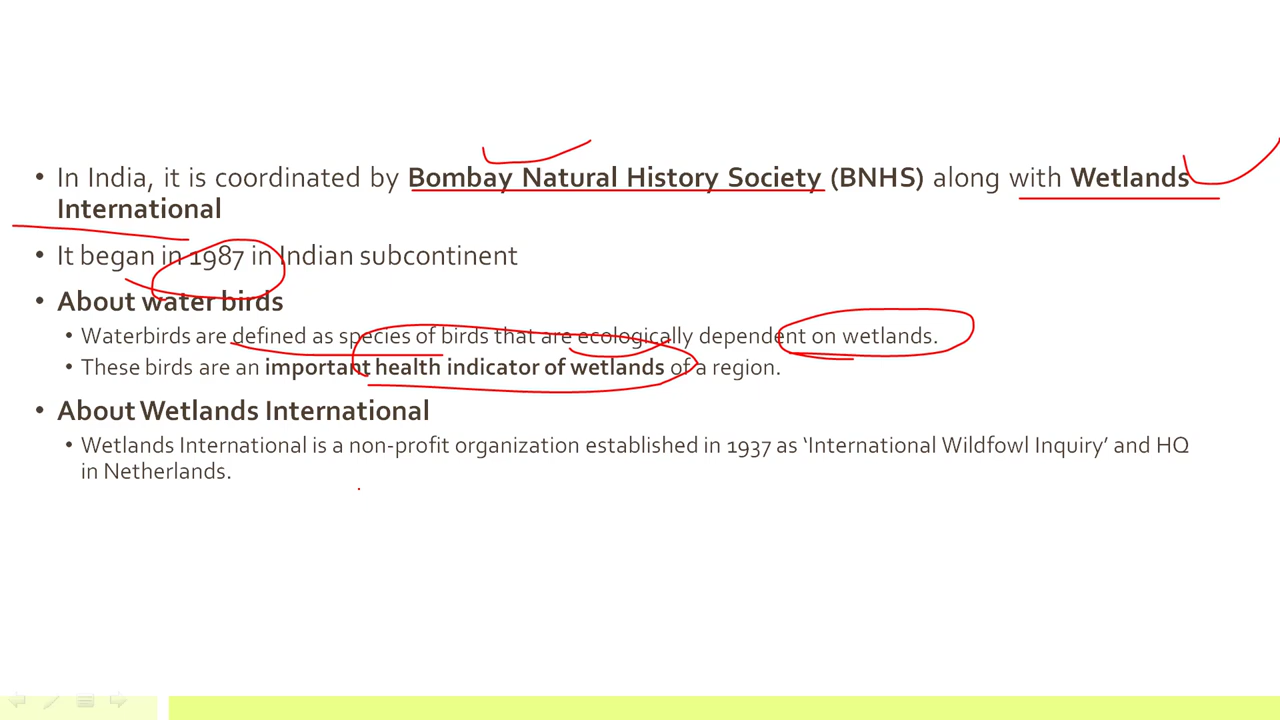 • In India, it is coordinated by Bombay Natural History Society (BNHS) along with Wetlands
International
• It began in 1987 in Indian subcontinent
• About water birds
• Waterbirds are defined as species of birds that are ecologically dependent on wetlands.
• These birds are an important health indicator of wetlands of a region.
• About Wetlands International
• Wetlands International is a non-profit organization established in 1937 as ‘International Wildfowl Inquiry’ and HQ
in Netherlands.